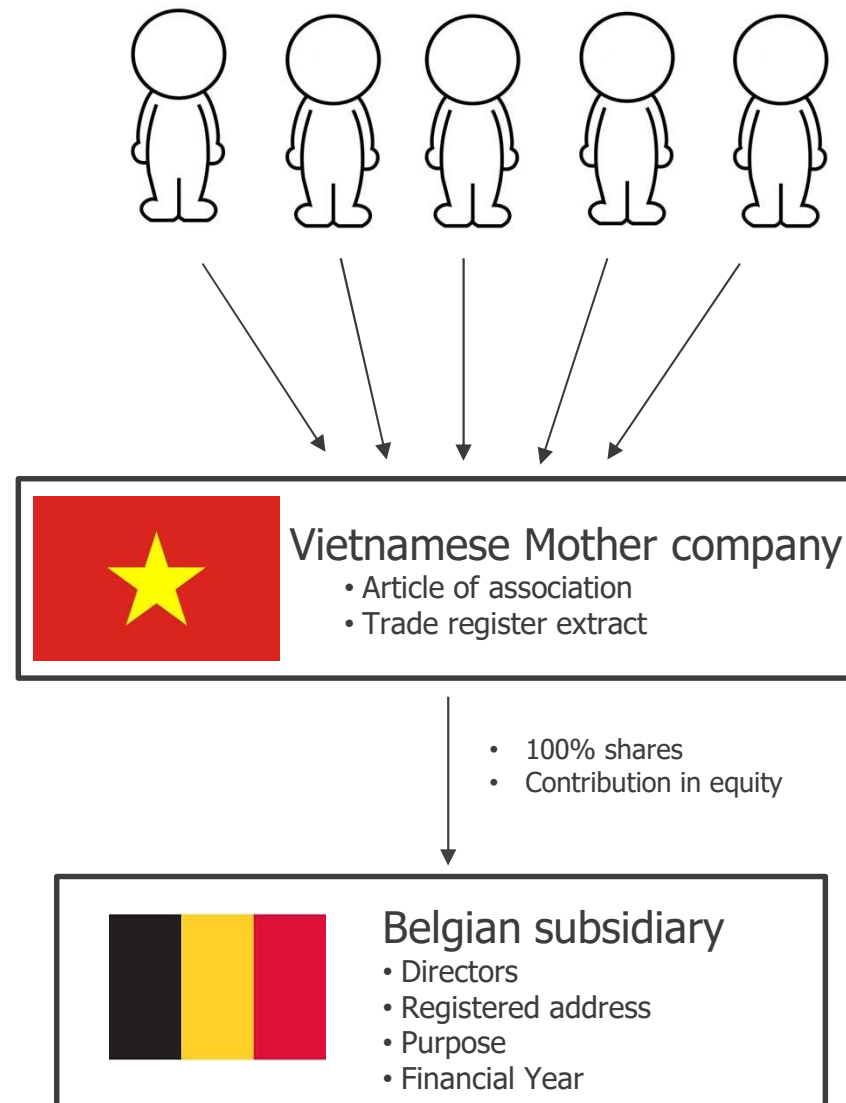 Vietnamese Mother company
• Article of association
• Trade register extract
• 100% shares
• Contribution in equity
Belgian subsidiary
• Directors
• Registered address
• Purpose
• Financial Year